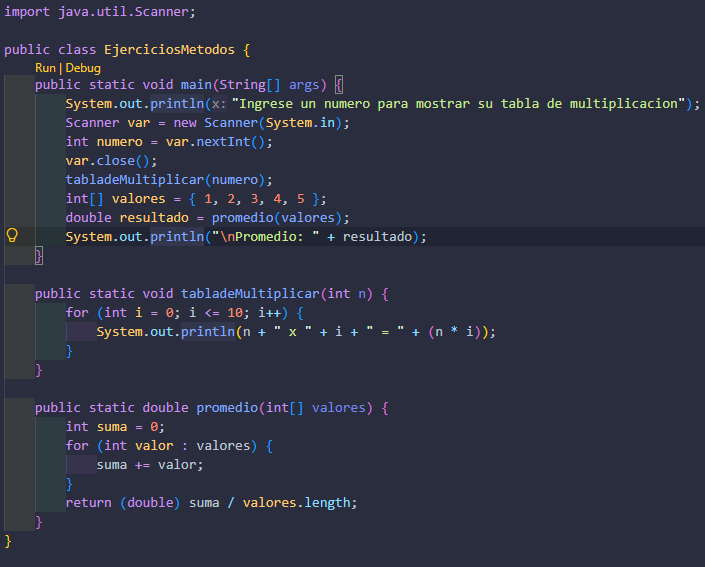 import java.util.Scanner;
public class EjerciciosMetodos {
Run | Debug
public static void main(String[] args) {
System.out.println(x: "Ingrese un numero para mostrar su tabla de multiplicacion");
Scanner var = new Scanner(System.in);
int numero = var.nextInt();
var.close();
tabladeMultiplicar(numero);
int[] valores = { 1, 2, 3, 4, 5 };
double resultado = promedio(valores);
System.out.println("\nPromedio: " + resultado);
}
public static void tabladeMultiplicar(int n) {
for (int i = 0; i <= 10; i++) {
System.out.println(n + " x " + i + " = " + (n * i));
}
}
public static double promedio(int[] valores) {
int suma = 0;
for (int valor : valores) {
suma += valor;
}
return (double) suma / valores.length;
}
}